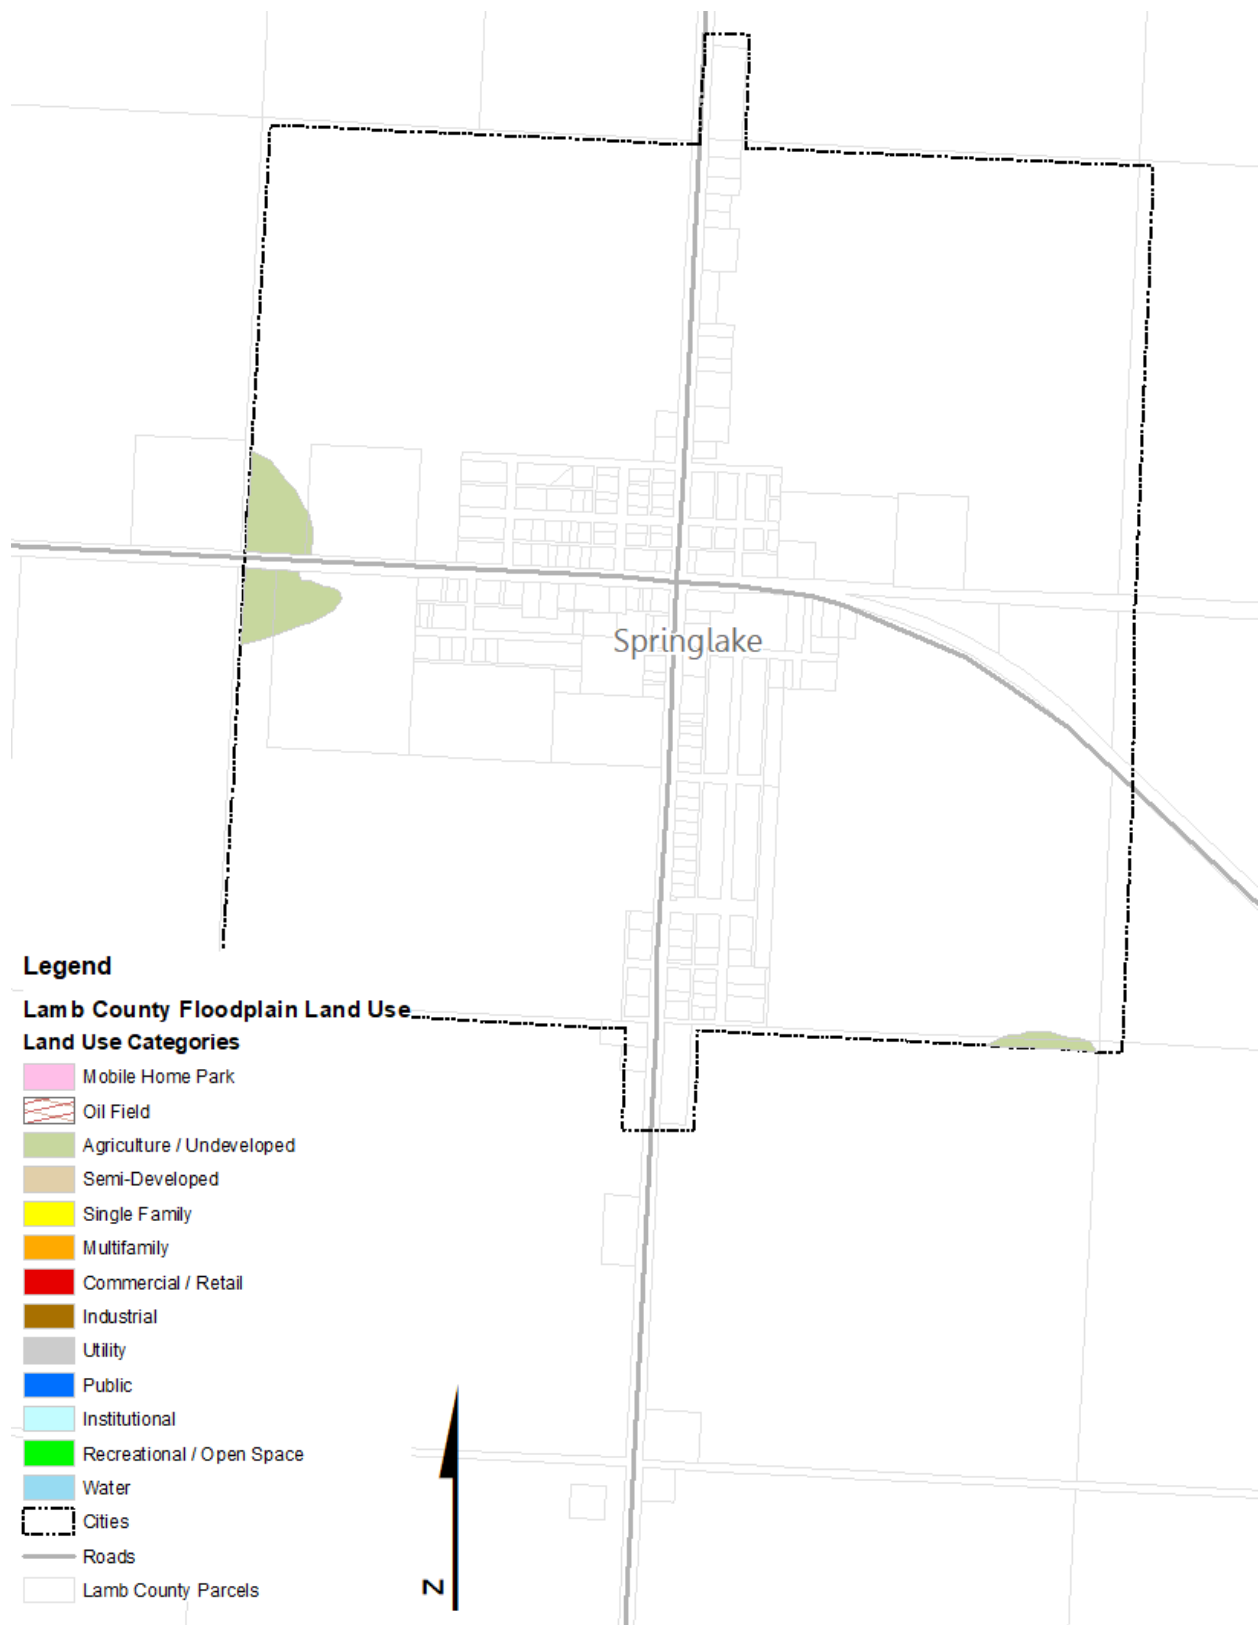 Springlake
Legend
Lamb County Floodplain Land Use
Land Use Categories
Mobile Home Park
Oil Field
Agriculture / Undeveloped
Semi-Developed
Single Family
Multifamily
Commercial / Retail
Industrial
Utility
Public
Institutional
Recreational / Open Space
Water
Cities
Roads
Lamb County Parcels
N